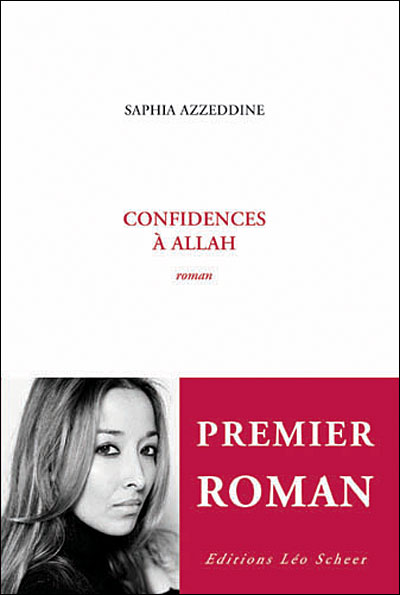 SAPHIA AZZEDDINE
CONFIDENCES
À ALLAH
roman
PREMIER
ROMAN
Editions Léo Scheer